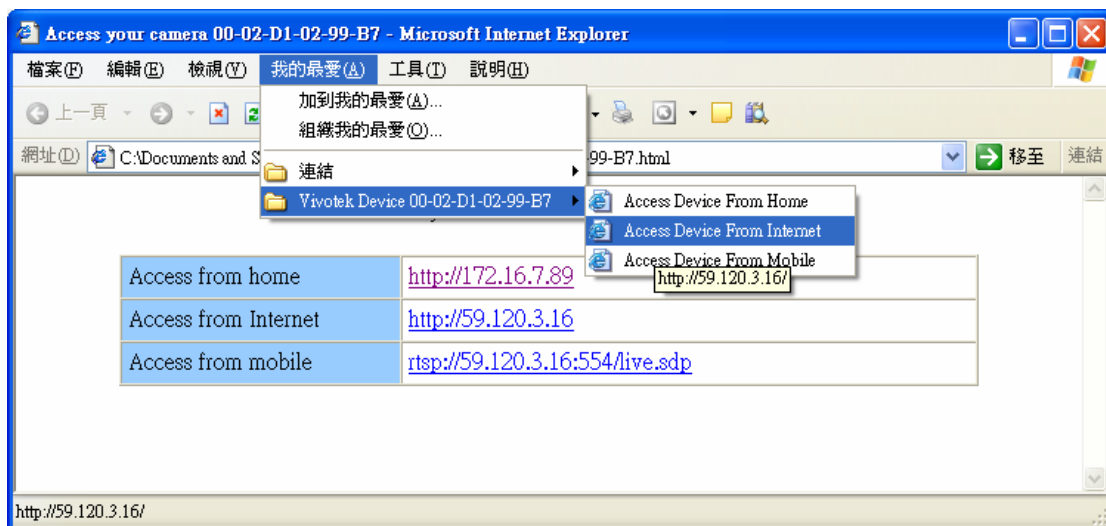 Access your camera 00-02-D1-02-99-B7 - Microsoft Internet Explorer
檔案(F) 編輯(E) 檢視(V) 我的最愛(A) 工具(T) 說明(H)
上一頁
加到我的最愛(A)...
組織我的最愛(O)...
連結
Vivotek Device 00-02-D1-02-99-B7
Access Device From Home
Access Device From Internet
Access Device From Mobile
http://59.120.3.16/
網址(D) C:\Documents and S 99-B7.html 移至 連結
Access from home http://172.16.7.89
Access from Internet http://59.120.3.16
Access from mobile rtsp://59.120.3.16:554/live.sdp
http://59.120.3.16/